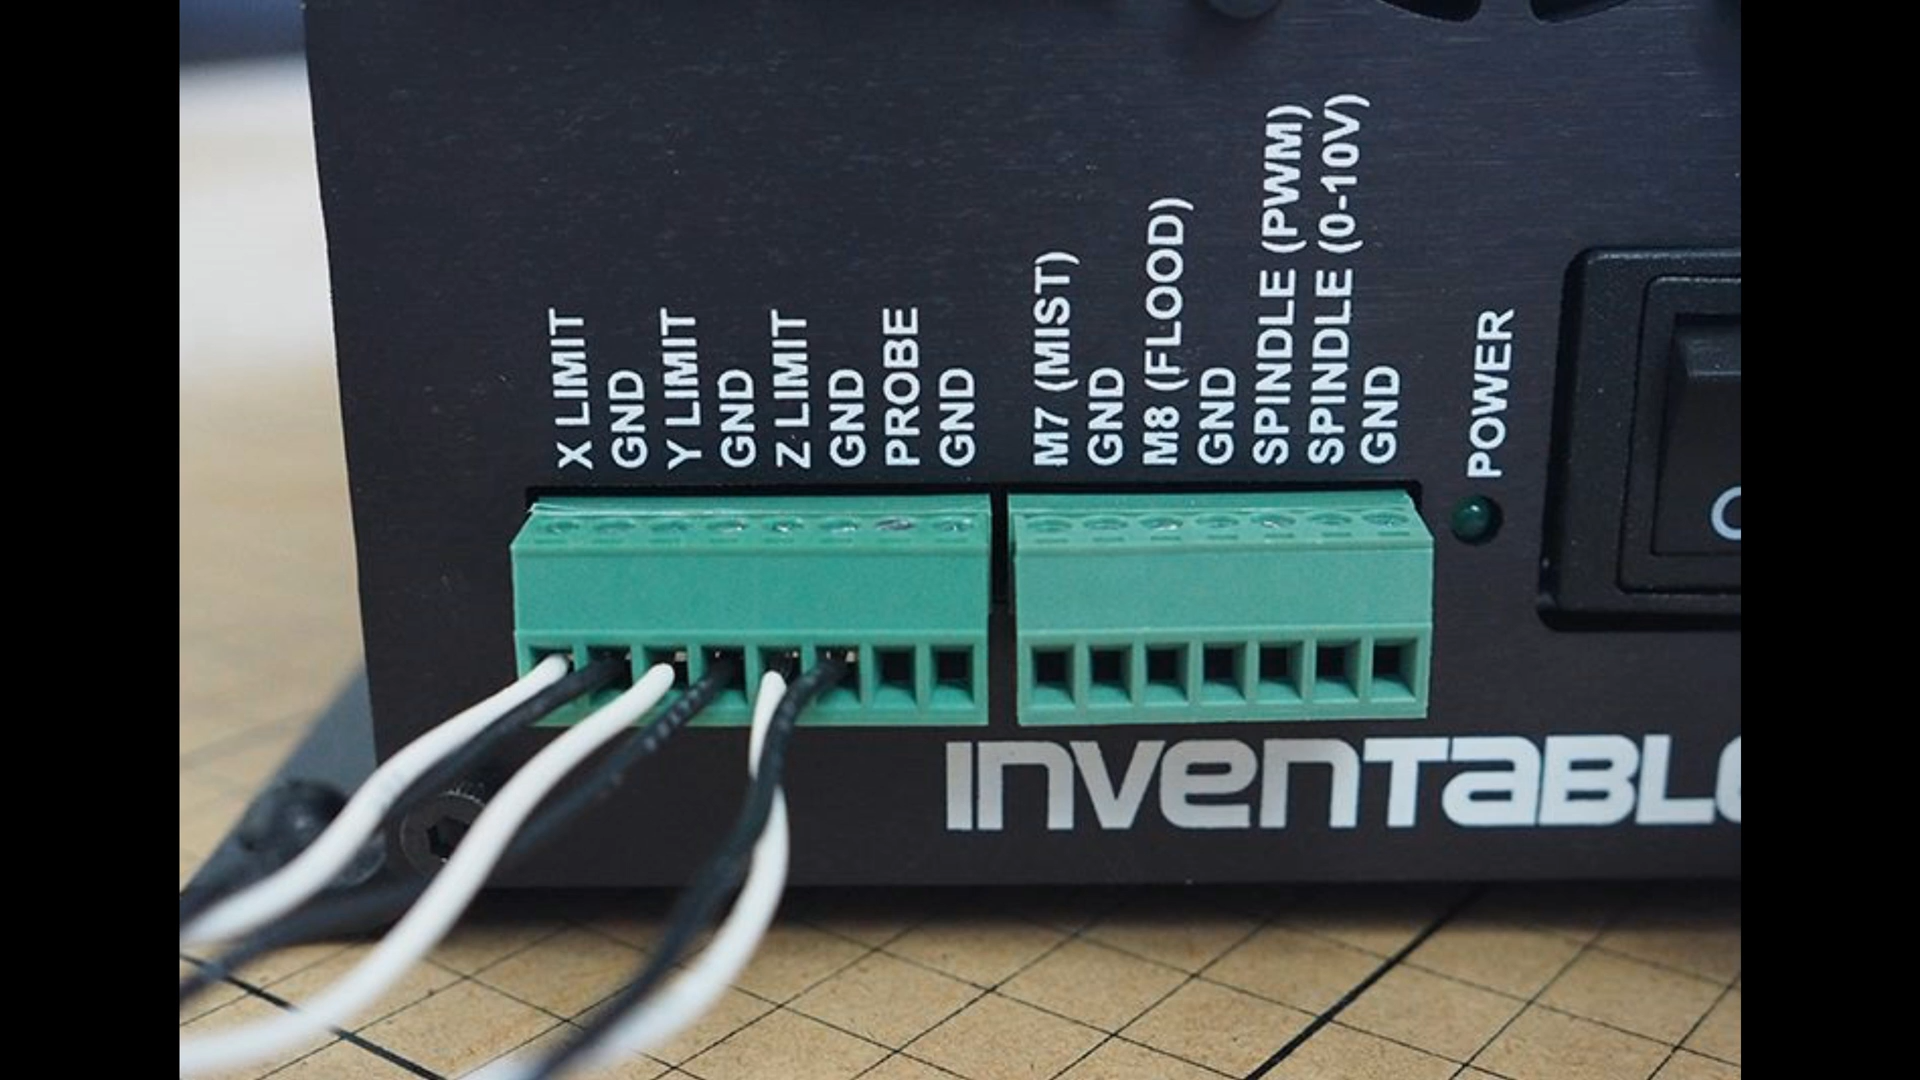 X LIMIT
GND
Y LIMIT
GND
Z LIMIT
GND
PROBE
GND
M7 (MIST)
GND
M8 (FLOOD)
GND
SPINDLE (PWM)
SPINDLE (0-10V)
GND
POWER
INVENTABLE